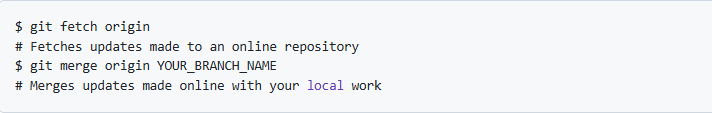 $ git fetch origin
# Fetches updates made to an online repository
$ git merge origin YOUR_BRANCH_NAME
# Merges updates made online with your local work